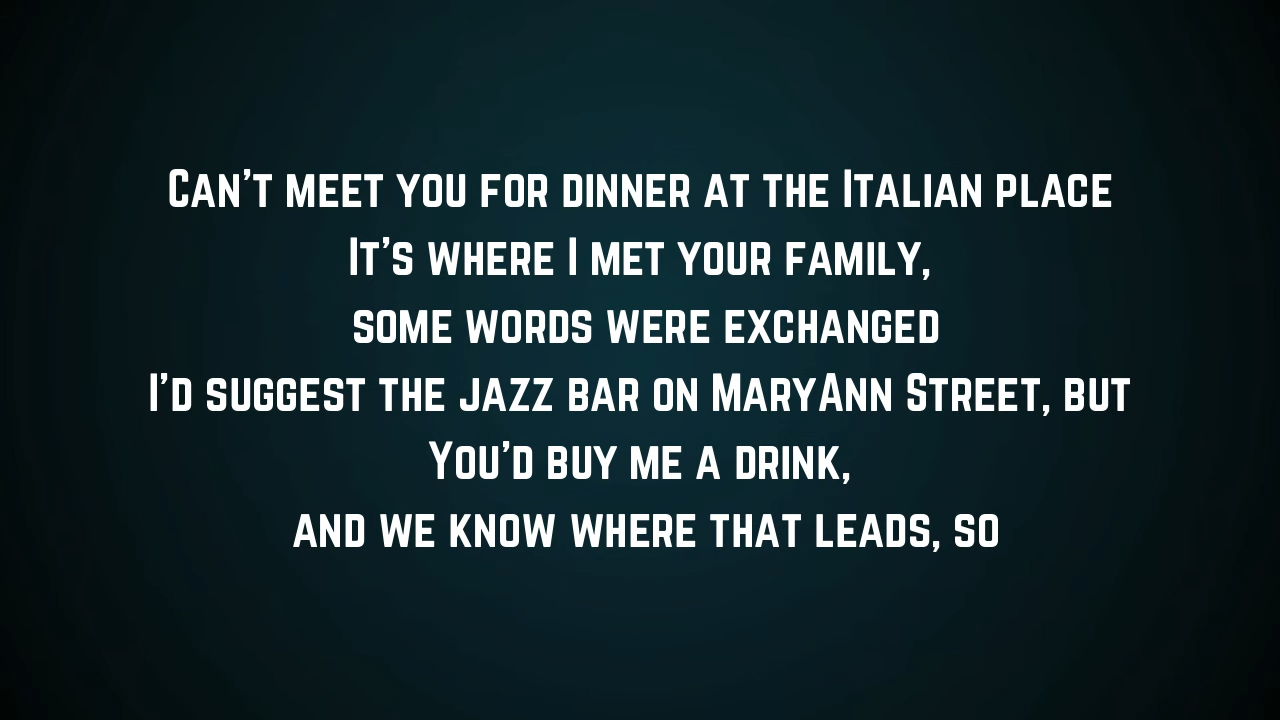 Can't meet you for dinner at the Italian place
It's where I met your family,
some words were exchanged
I'd suggest the jazz bar on MaryAnn Street, but
You'd buy me a drink,
and we know where that leads, so